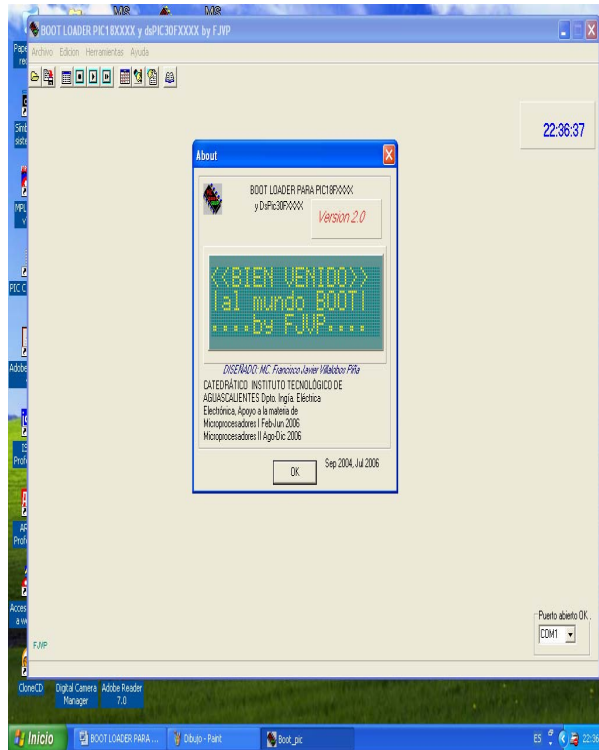 BOOT LOADER PIC18XXXX y dsPIC30FXXXX by FJVP
Archivo Edicion Herramientas Ayuda
22:36:37
About
BOOT LOADER PARA PIC18FXXXX
y DsPic30FXXXX
Version 2.0
<<BIEN VENIDO>>
|al mundo BOOT|
....by FJVP....
DISEÑADO: MC. Francisco Javier Villalobos Piña
CATEDRÁTICO INSTITUTO TECNOLÓGICO DE
AGUASCALIENTES Dpto. Ingía. Eléctrica
Electrónica, Apoyo a la materia de
Microprocesadores I Feb-Jun 2006
Microprocesadores II Ago-Dic 2006
Sep 2004, Jul 2006
OK
Puerto abierto OK .
COM1
FJVP
CloneCD
Digital Camera
Manager
Adobe Reader
7.0
Inicio
BOOT LOADER PARA ...
Dibujo - Paint
Boot_pic
ES
22:36